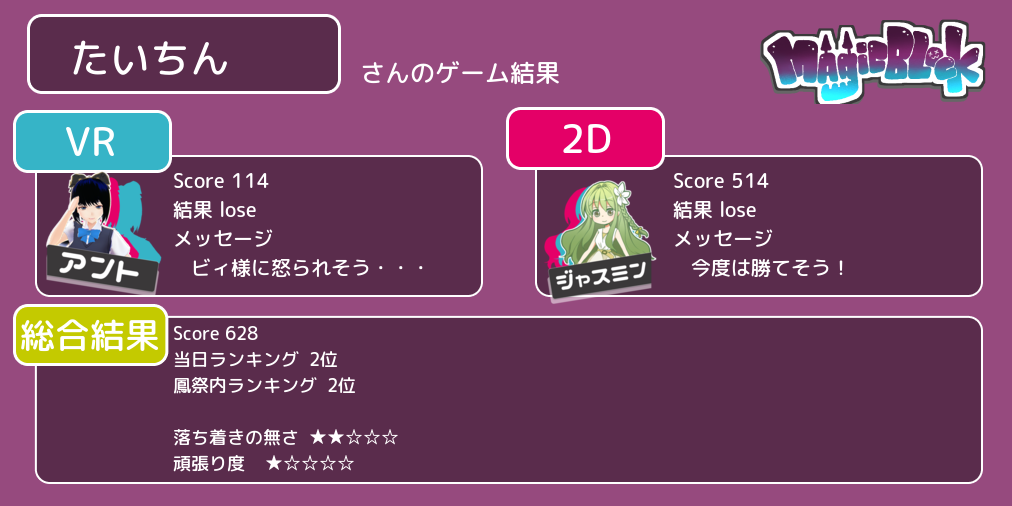 たいちん
さんのゲーム結果
MAGicBLock
VR
Score 114
結果 lose
メッセージ
ビィ様に怒られそう・・・
アント
2D
Score 514
結果 lose
メッセージ
今度は勝てそう！
ジャスミン
総合結果
Score 628
当日ランキング 2位
鳳祭内ランキング 2位
落ち着きの無さ ★★☆☆☆
頑張り度 ★☆☆☆☆